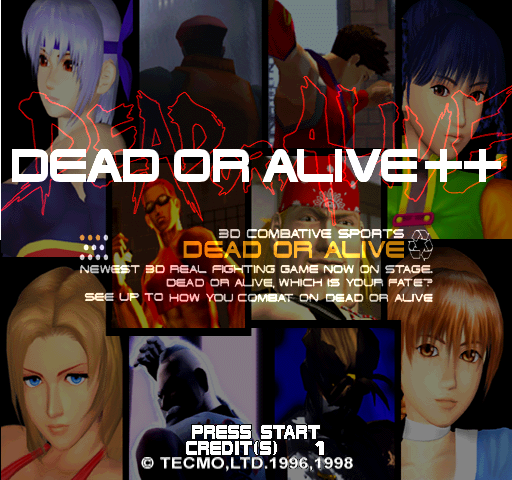 DEAD OR ALIVE
DEAD OR ALIVE++
3D COMBATIVE SPORTS
DEAD OR ALIVE
NEWEST 3D REAL FIGHTING GAME NOW ON STAGE.
DEAD OR ALIVE, WHICH IS YOUR FATE?
SEE UP TO HOW YOU COMBAT ON DEAD OR ALIVE
PRESS START
CREDIT(S) 1
© TECMO,LTD.1996,1998